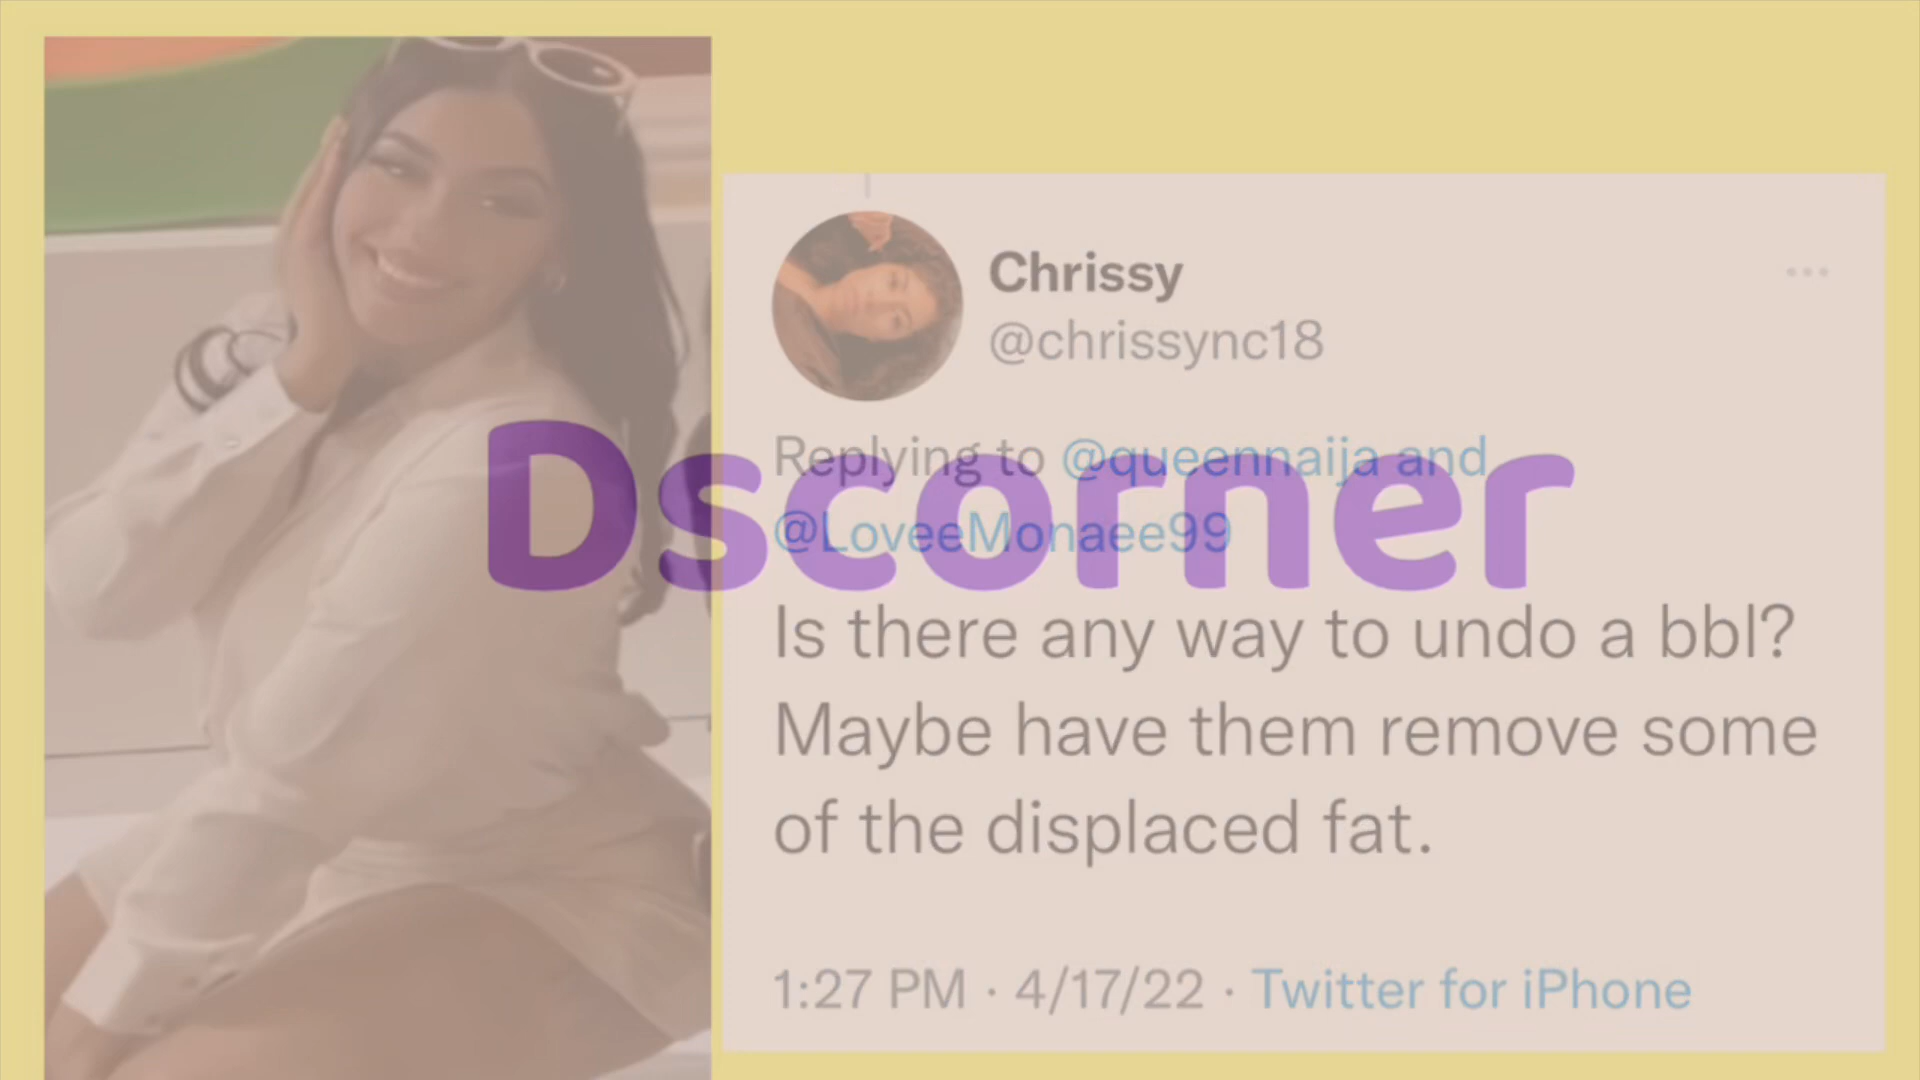 Chrissy
@chrissync18
Replying to @queennaija and
@LoveeMonaee99
Dscorner
Is there any way to undo a bbl?
Maybe have them remove some
of the displaced fat.
1:27 PM · 4/17/22 · Twitter for iPhone